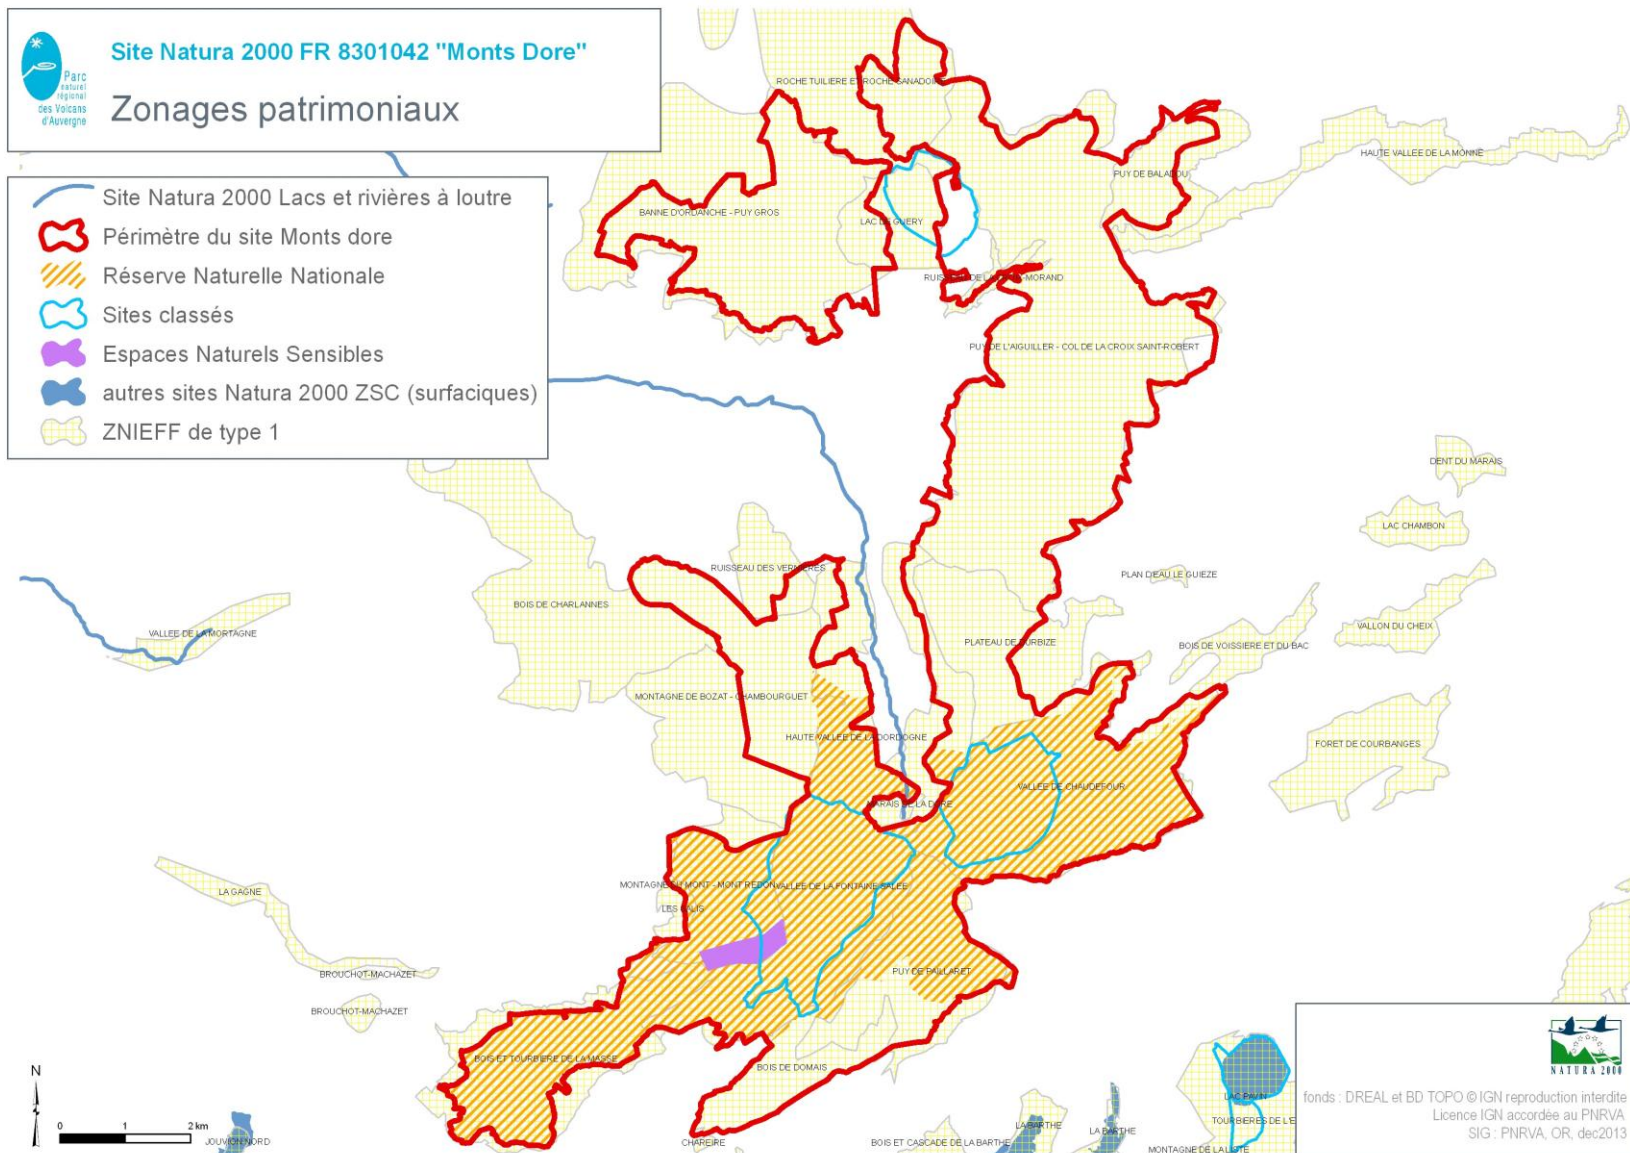 Parc
naturel
régional
des Volcans
d'Auvergne
Site Natura 2000 FR 8301042 "Monts Dore"
Zonages patrimoniaux
Site Natura 2000 Lacs et rivières à loutre
Périmètre du site Monts dore
Réserve Naturelle Nationale
Sites classés
Espaces Naturels Sensibles
autres sites Natura 2000 ZSC (surfaciques)
ZNIEFF de type 1
ROCHE TUILIERE ET ROCHE SANADOIRE
HAUTE VALLEE DE LA MONNE
PUY DE BALADOU
BANNE D'ORDANCHE - PUY GROS
LAC DE GUERY
PUY DE L'AIGUILLER - COL DE LA CROIX SAINT-ROBERT
DENT DU MARAIS
LAC CHAMBON
RUISSEAU DES VERNIERES
PLAN D'EAU LE GUIEZE
BOIS DE CHARLANNES
VALLEE DE LA MORTAGNE
VALLON DU CHEIX
PLATEAU DE DURBIZE
BOIS DE VOISSIERE ET DU BAC
MONTAGNE DE BOZAT - CHAMBOURGUET
HAUTE VALLEE DE LA DORDOGNE
FORET DE COURBANGES
VALLEE DE CHAUDEFOUR
MARAIS DE LA DORE
MONTAGNE DU MONT - MONT REDON
VALLEE DE LA FONTAINE SALEE
LA GAGNE
BROUCHOT-MACHAZET
PUY DE PAILLARET
BROUCHOT-MACHAZET
BOIS ET TOURBIERE DE LA MASSE
BOIS DE DOMAIS
LAC PAVIN
TOURBIERES DE L'E
LA BARTHE
LA BARTHE
JOUVION NORD
CHAREIRE
BOIS ET CASCADE DE LA BARTHE
N
0 1 2 km
NATURA 2000
fonds : DREAL et BD TOPO © IGN reproduction interdite
Licence IGN accordée au PNRVA
SIG : PNRVA, OR, dec2013